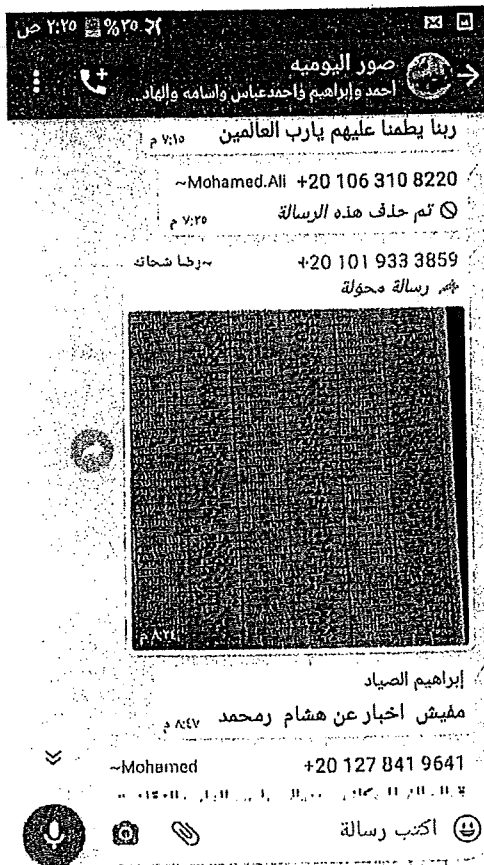 ٢:٢٥ ص %٣٥
صور اليوميه
احمد وإبراهيم واحمدعباس واسامه والهاد...
ربنا يطمنا عليهم يارب العالمين ٧:١٥ م
~Mohamed.Ali +20 106 310 8220
تم حذف هذه الرسالة ٧:٢٥ م
~رضا شحاته +20 101 933 3859
رسالة محولة
إبراهيم الصياد
مفيش اخبار عن هشام رمحمد ٨:٤٧ م
~Mohamed +20 127 841 9641
اكتب رسالة